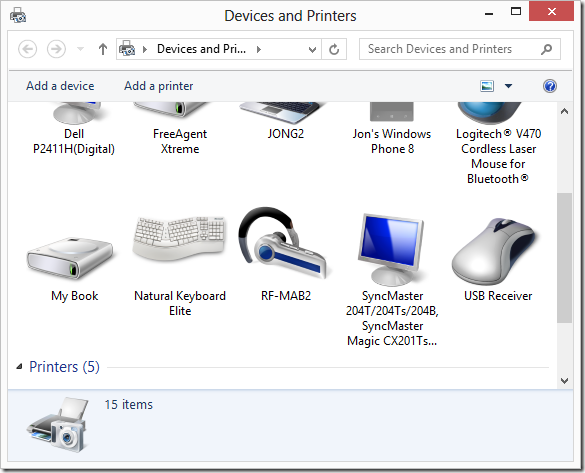 Devices and Printers
Devices and Pri...
Search Devices and Printers
Add a device
Add a printer
Dell
P2411H(Digital)
FreeAgent
Xtreme
JONG2
Jon's Windows
Phone 8
Logitech® V470
Cordless Laser
Mouse for
Bluetooth®
My Book
Natural Keyboard
Elite
RF-MAB2
SyncMaster
204T/204Ts/204B,
SyncMaster
Magic CX201Ts...
USB Receiver
Printers (5)
15 items